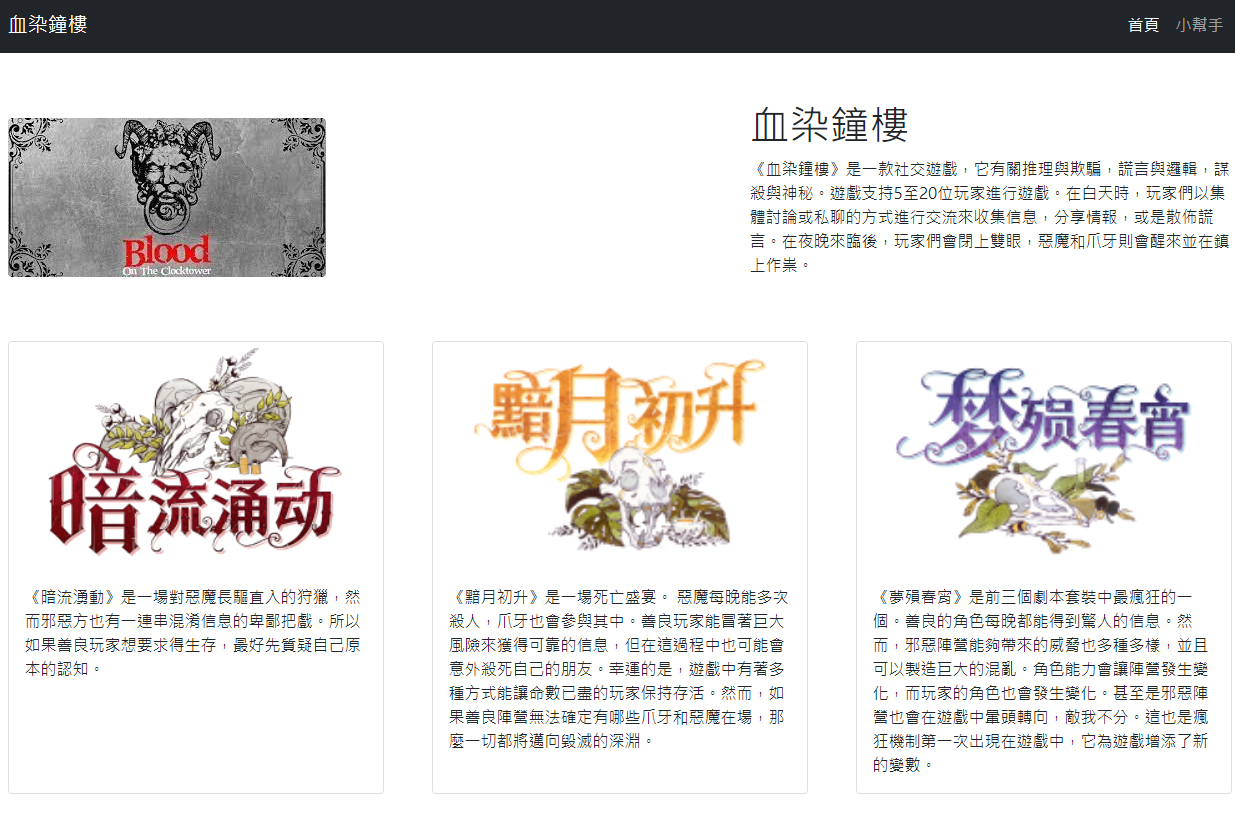 血染鐘樓
首頁 小幫手
Blood
On The Clocktower
血染鐘樓
《血染鐘樓》是一款社交遊戲，它有關推理與欺騙，謊言與邏輯，謀
殺與神秘。遊戲支持5至20位玩家進行遊戲。在白天時，玩家們以集
體討論或私聊的方式進行交流來收集信息，分享情報，或是散佈謊
言。在夜晚來臨後，玩家們會閉上雙眼，惡魔和爪牙則會醒來並在鎮
上作祟。
暗流涌动
《暗流湧動》是一場對惡魔長驅直入的狩獵，然
而邪惡方也有一連串混淆信息的卑鄙把戲。所以
如果善良玩家想要求得生存，最好先質疑自己原
本的認知。
黯月初升
《黯月初升》是一場死亡盛宴。 惡魔每晚能多次
殺人，爪牙也會參與其中。善良玩家能冒著巨大
風險來獲得可靠的信息，但在這過程中也可能會
意外殺死自己的朋友。幸運的是，遊戲中有著多
種方式能讓命數已盡的玩家保持存活。然而，如
果善良陣營無法確定有哪些爪牙和惡魔在場，那
麼一切都將邁向毀滅的深淵。
梦殒春宵
《夢殞春宵》是前三個劇本套裝中最瘋狂的一
個。善良的角色每晚都能得到驚人的信息。然
而，邪惡陣營能夠帶來的威脅也多種多樣，並且
可以製造巨大的混亂。角色能力會讓陣營發生變
化，而玩家的角色也會發生變化。甚至是邪惡陣
營也會在遊戲中暈頭轉向，敵我不分。這也是瘋
狂機制第一次出現在遊戲中，它為遊戲增添了新
的變數。